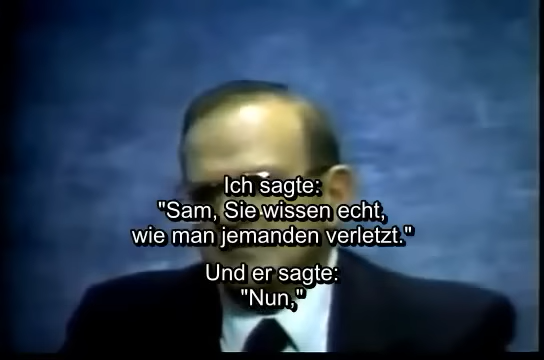 Ich sagte:
"Sam, Sie wissen echt,
wie man jemanden verletzt."
Und er sagte:
"Nun,"